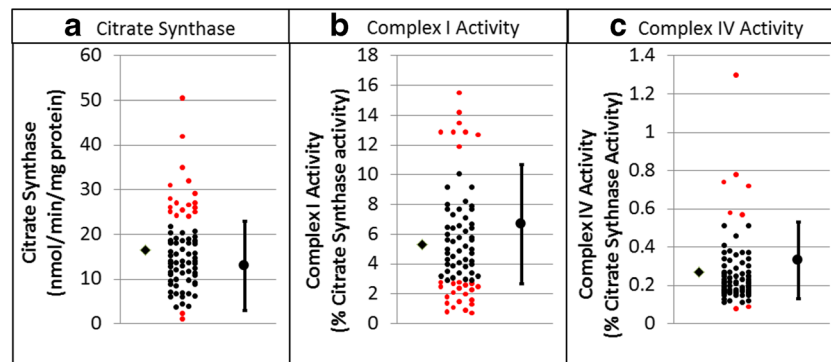 a Citrate Synthase
60
50
40
30
20
10
0
Citrate Synthase
(nmol/min/mg protein)
b Complex I Activity
18
16
14
12
10
8
6
4
2
0
Complex I Activity
(% Citrate Synthase activity)
c Complex IV Activity
1.4
1.2
1
0.8
0.6
0.4
0.2
0
Complex IV Activity
(% Citrate Sythnase Activity)